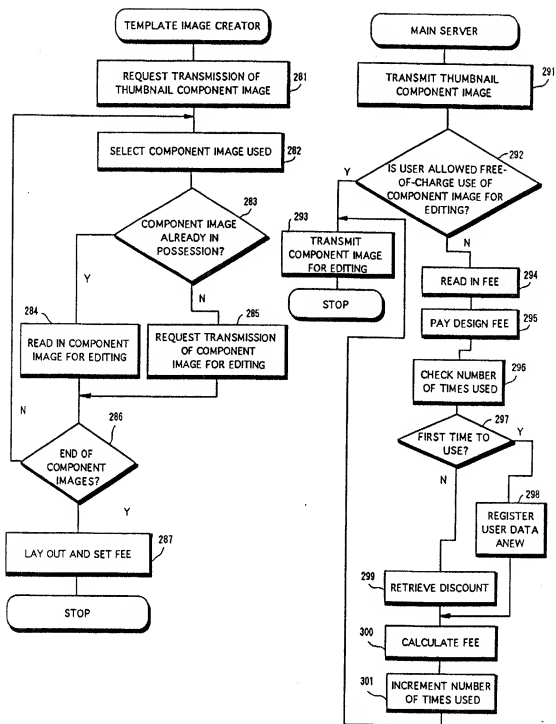 TEMPLATE IMAGE CREATOR
REQUEST TRANSMISSION OF
THUMBNAIL COMPONENT IMAGE
281
SELECT COMPONENT IMAGE USED
282
283
COMPONENT IMAGE
ALREADY IN
POSSESSION?
Y
N
284
READ IN COMPONENT
IMAGE FOR EDITING
285
REQUEST TRANSMISSION
OF COMPONENT
IMAGE FOR EDITING
N
286
END OF
COMPONENT
IMAGES?
Y
287
LAY OUT AND SET FEE
STOP
MAIN SERVER
291
TRANSMIT THUMBNAIL
COMPONENT IMAGE
292
Y
IS USER ALLOWED FREE-
OF-CHARGE USE OF
COMPONENT IMAGE FOR
EDITING?
293
TRANSMIT
COMPONENT IMAGE
FOR EDITING
STOP
N
READ IN FEE
294
PAY DESIGN FEE
295
296
CHECK NUMBER
OF TIMES USED
297
FIRST TIME TO
USE?
Y
N
298
REGISTER
USER DATA
ANEW
299
RETRIEVE DISCOUNT
300
CALCULATE FEE
301
INCREMENT NUMBER
OF TIMES USED